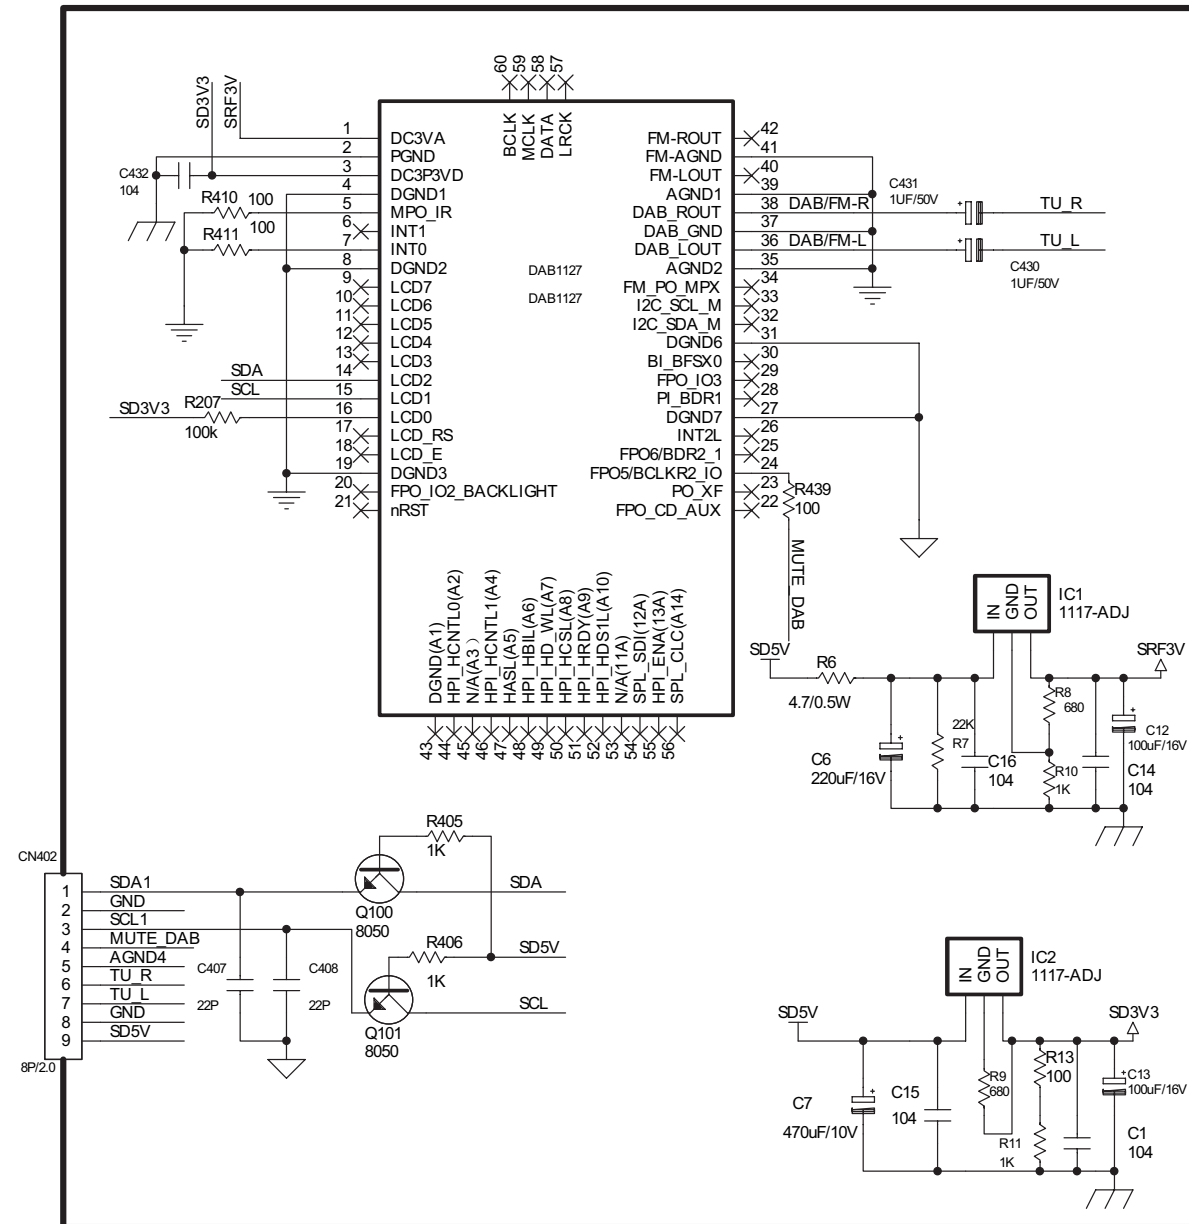 60
59
58
57
BCLK
MCLK
DATA
LRCK
SD3V3
SRF3V
C432
104
R410 100
100
R411
1 DC3VA
2 PGND
3 DC3P3VD
4 DGND1
5 MPO_IR
6 INT1
7 INT0
8 DGND2
9 LCD7
10 LCD6
11 LCD5
12 LCD4
13 LCD3
SDA 14 LCD2
SCL 15 LCD1
SD3V3 R207 16 LCD0
100k
17 LCD_RS
18 LCD_E
19 DGND3
20 FPO_IO2_BACKLIGHT
21 nRST
DAB1127
DAB1127
FM-ROUT 42
FM-AGND 41
FM-LOUT 40
AGND1 39
DAB_ROUT 38 DAB/FM-R
DAB_GND 37
DAB_LOUT 36 DAB/FM-L
AGND2 35
FM_PO_MPX 34
I2C_SCL_M 33
I2C_SDA_M 32
DGND6 31
BI_BFSX0 30
FPO_IO3 29
PI_BDR1 28
DGND7 27
INT2L 26
FPO6/BDR2_1 25
FPO5/BCLKR2_IO 24
PO_XF 23
FPO_CD_AUX 22
C431
1UF/50V
+
TU_R
+
TU_L
C430
1UF/50V
R439
100
MUTE_DAB
DGND(A1)
HPI_HCNTL0(A2)
N/A(A3)
HPI_HCNTL1(A4)
HASL(A5)
HPI_HBIL(A6)
HPI_HD_WL(A7)
HPI_HCSL(A8)
HPI_HRDY(A9)
HPI_HDS1L(A10)
N/A(11A)
SPL_SDI(12A)
HPI_ENA(13A)
SPL_CLC(A14)
43
44
45
46
47
48
49
50
51
52
53
54
55
56
IN
GND
OUT
IC1
1117-ADJ
SD5V
R6
4.7/0.5W
SRF3V
R8
680
22K
R7
+
C6
220uF/16V
C16
104
R10
1K
+
C12
100uF/16V
C14
104
CN402
1 SDA1
2 GND
3 SCL1
4 MUTE_DAB
5 AGND4
6 TU_R
7 TU_L
8 GND
9 SD5V
8P/2.0
C407
22P
C408
22P
R405
1K
Q100
8050
SDA
R406
1K
SD5V
Q101
8050
SCL
IN
GND
OUT
IC2
1117-ADJ
SD5V
SD3V3
+
C7
470uF/10V
C15
104
R9
680
R13
100
R11
1K
+
C13
100uF/16V
C1
104